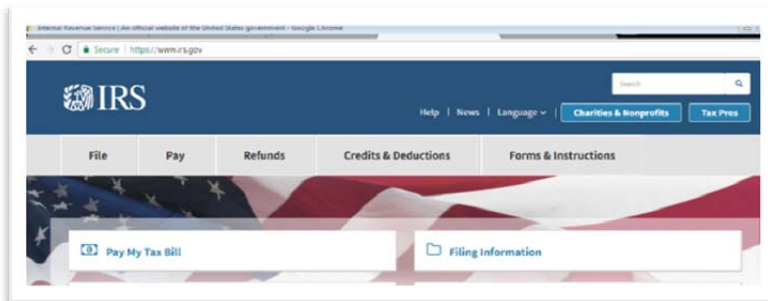 Internal Revenue Service | An official website of the United States government - Google Chrome
Secure | https://www.irs.gov
Search
IRS
Help | News | Language | Charities & Nonprofits Tax Pros
File Pay Refunds Credits & Deductions Forms & Instructions
Pay My Tax Bill Filing Information